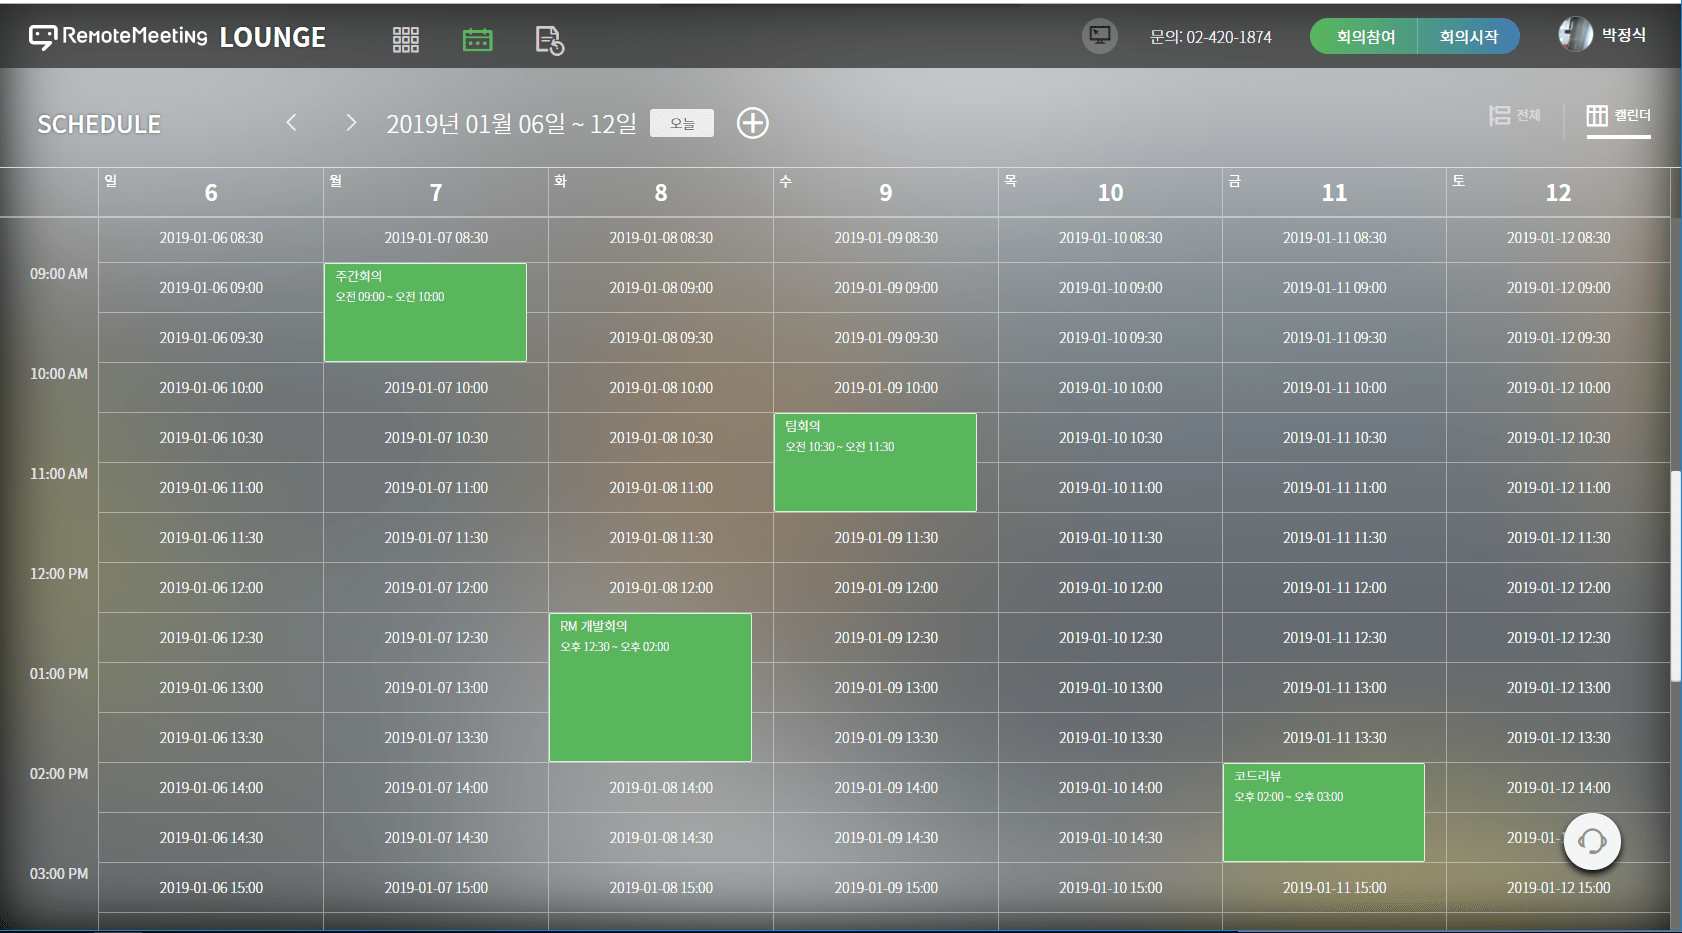 RemoteMeeting LOUNGE
문의: 02-420-1874
회의참여
회의시작
박정식
SCHEDULE
2019년 01월 06일 ~ 12일
오늘
전체
캘린더
일 6
월 7
화 8
수 9
목 10
금 11
토 12
2019-01-06 08:30 2019-01-07 08:30 2019-01-08 08:30 2019-01-09 08:30 2019-01-10 08:30 2019-01-11 08:30 2019-01-12 08:30
09:00 AM
주간회의
오전 09:00 ~ 오전 10:00
2019-01-06 09:00 2019-01-08 09:00 2019-01-09 09:00 2019-01-10 09:00 2019-01-11 09:00 2019-01-12 09:00
2019-01-06 09:30 2019-01-08 09:30 2019-01-09 09:30 2019-01-10 09:30 2019-01-11 09:30 2019-01-12 09:30
10:00 AM
2019-01-06 10:00 2019-01-07 10:00 2019-01-08 10:00 2019-01-09 10:00 2019-01-10 10:00 2019-01-11 10:00 2019-01-12 10:00
팀회의
오전 10:30 ~ 오전 11:30
2019-01-06 10:30 2019-01-07 10:30 2019-01-08 10:30 2019-01-10 10:30 2019-01-11 10:30 2019-01-12 10:30
11:00 AM
2019-01-06 11:00 2019-01-07 11:00 2019-01-08 11:00 2019-01-10 11:00 2019-01-11 11:00 2019-01-12 11:00
2019-01-06 11:30 2019-01-07 11:30 2019-01-08 11:30 2019-01-09 11:30 2019-01-10 11:30 2019-01-11 11:30 2019-01-12 11:30
12:00 PM
2019-01-06 12:00 2019-01-07 12:00 2019-01-08 12:00 2019-01-09 12:00 2019-01-10 12:00 2019-01-11 12:00 2019-01-12 12:00
RM 개발회의
오후 12:30 ~ 오후 02:00
2019-01-06 12:30 2019-01-07 12:30 2019-01-09 12:30 2019-01-10 12:30 2019-01-11 12:30 2019-01-12 12:30
01:00 PM
2019-01-06 13:00 2019-01-07 13:00 2019-01-09 13:00 2019-01-10 13:00 2019-01-11 13:00 2019-01-12 13:00
2019-01-06 13:30 2019-01-07 13:30 2019-01-09 13:30 2019-01-10 13:30 2019-01-11 13:30 2019-01-12 13:30
02:00 PM
코드리뷰
오후 02:00 ~ 오후 03:00
2019-01-06 14:00 2019-01-07 14:00 2019-01-08 14:00 2019-01-09 14:00 2019-01-10 14:00 2019-01-12 14:00
2019-01-06 14:30 2019-01-07 14:30 2019-01-08 14:30 2019-01-09 14:30 2019-01-10 14:30 2019-01-
03:00 PM
2019-01-06 15:00 2019-01-07 15:00 2019-01-08 15:00 2019-01-09 15:00 2019-01-10 15:00 2019-01-11 15:00 2019-01-12 15:00